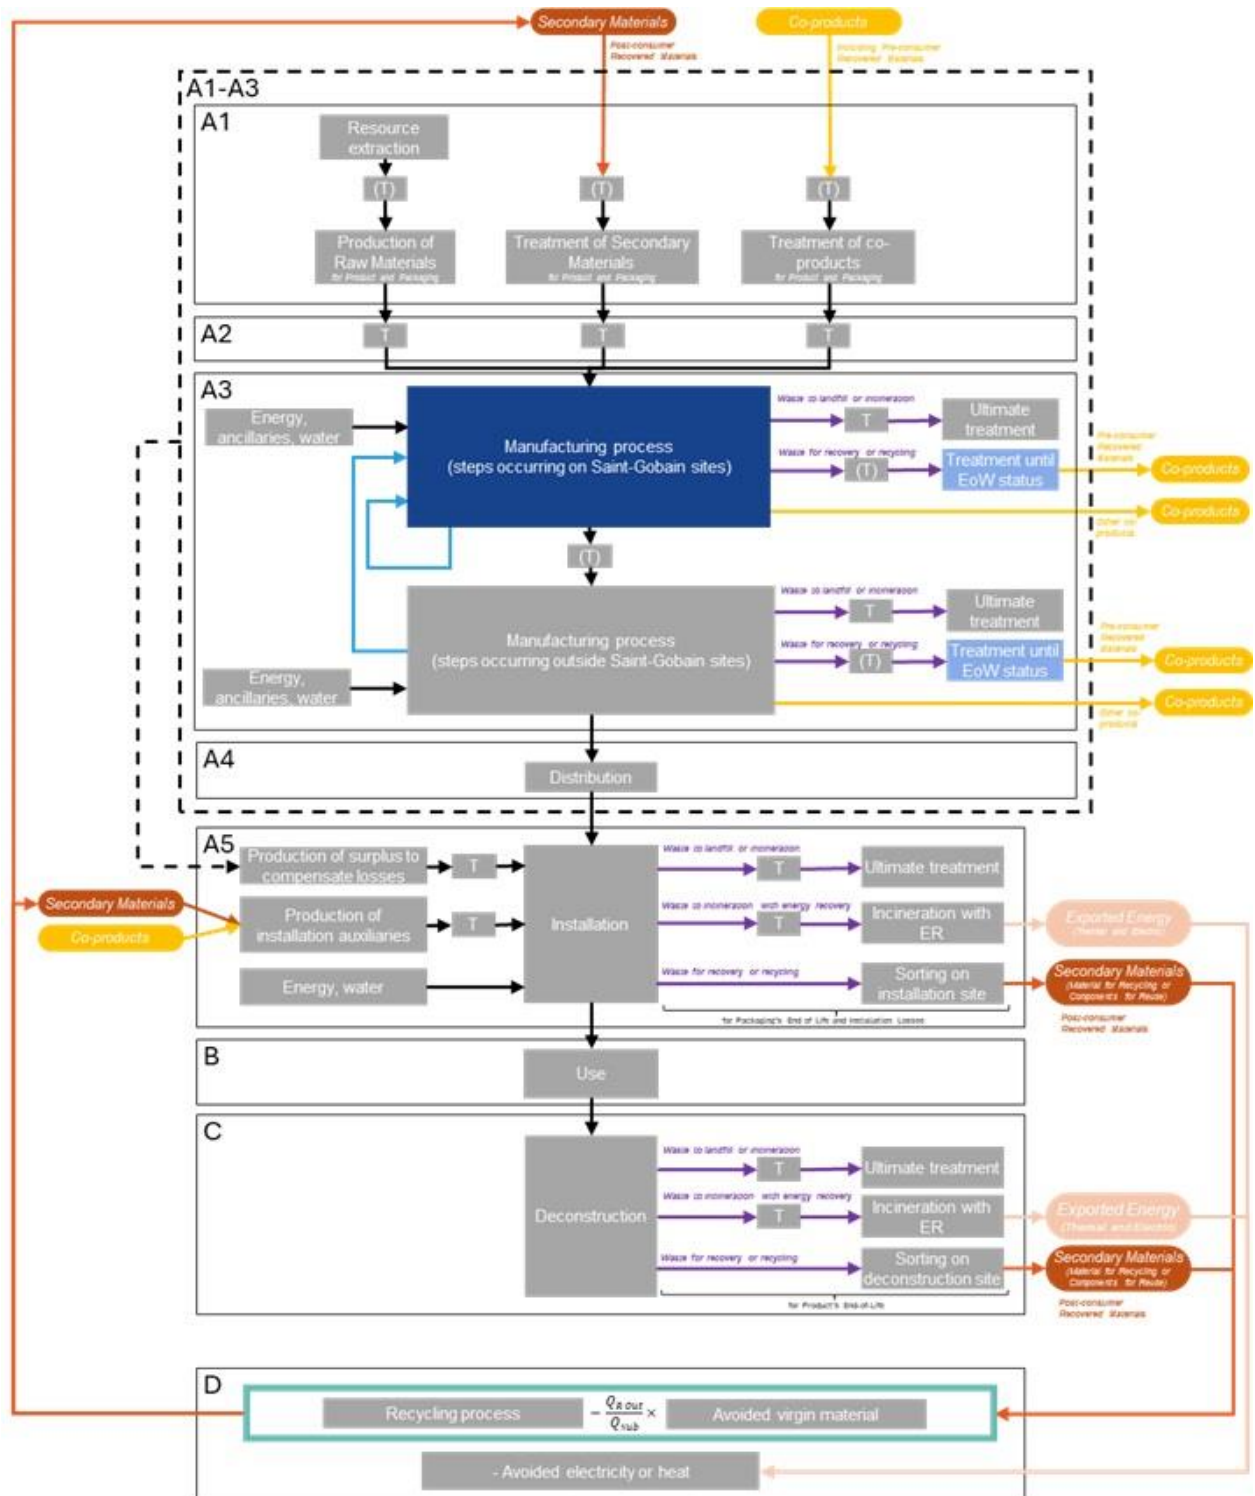 Secondary Materials
Co-products
Post-consumer
Recovered Materials
Including Pre-consumer
Recovered Materials
A1-A3
A1
Resource
extraction
(T)
(T)
(T)
Production of
Raw Materials
for Product and Packaging
Treatment of Secondary
Materials
for Product and Packaging
Treatment of co-
products
for Product and Packaging
A2
T
T
T
A3
Energy,
ancillaries, water
Manufacturing process
(steps occurring on Saint-Gobain sites)
Waste to landfill or incineration
T
Ultimate
treatment
Waste for recovery or recycling
(T)
Treatment until
EoW status
Pre-consumer
Recovered
Materials
Co-products
Other co-
products
Co-products
(T)
Energy,
ancillaries, water
Manufacturing process
(steps occurring outside Saint-Gobain sites)
Waste to landfill or incineration
T
Ultimate
treatment
Waste for recovery or recycling
(T)
Treatment until
EoW status
Pre-consumer
Recovered
Materials
Co-products
Other co-
products
Co-products
A4
Distribution
A5
Production of surplus to
compensate losses
T
Secondary Materials
Co-products
Production of
installation auxiliaries
T
Energy, water
Installation
Waste to landfill or incineration
T
Ultimate treatment
Waste to incineration with energy recovery
T
Incineration with
ER
Exported Energy
(Thermal and Electric)
Waste for recovery or recycling
Sorting on
installation site
Secondary Materials
(Material for Recycling or
Components for Reuse)
for Packaging's End of Life and Installation Losses
Post-consumer
Recovered Materials
B
Use
C
Deconstruction
Waste to landfill or incineration
T
Ultimate treatment
Waste to incineration with energy recovery
T
Incineration with
ER
Exported Energy
(Thermal and Electric)
Waste for recovery or recycling
Sorting on
deconstruction site
Secondary Materials
(Material for Recycling or
Components for Reuse)
for Product's End-of-Life
Post-consumer
Recovered Materials
D
Recycling process
− Q R out / Q sub ×
Avoided virgin material
- Avoided electricity or heat